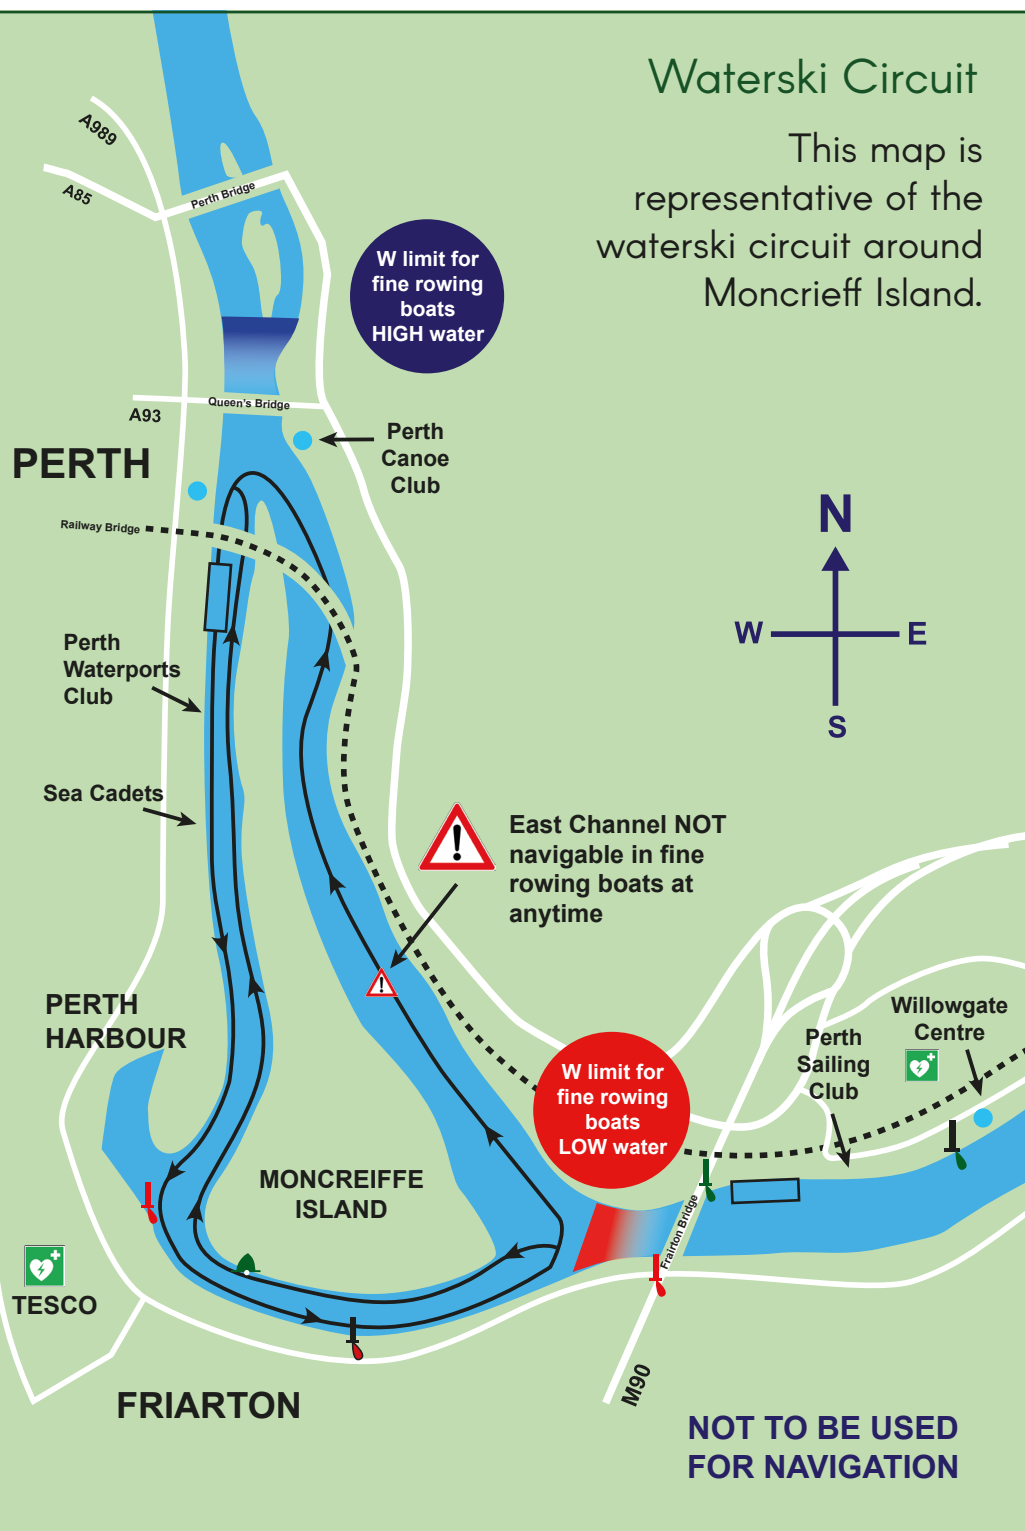 Waterski Circuit
This map is
representative of the
waterski circuit around
Moncrieff Island.
A989
A85
Perth Bridge
W limit for
fine rowing
boats
HIGH water
Queen's Bridge
A93
Perth
Canoe
Club
PERTH
Railway Bridge
N
W
E
S
Perth
Waterports
Club
Sea Cadets
East Channel NOT
navigable in fine
rowing boats at
anytime
PERTH
HARBOUR
Willowgate
Centre
Perth
Sailing
Club
W limit for
fine rowing
boats
LOW water
MONCREIFFE
ISLAND
Frairton Bridge
TESCO
M90
FRIARTON
NOT TO BE USED
FOR NAVIGATION